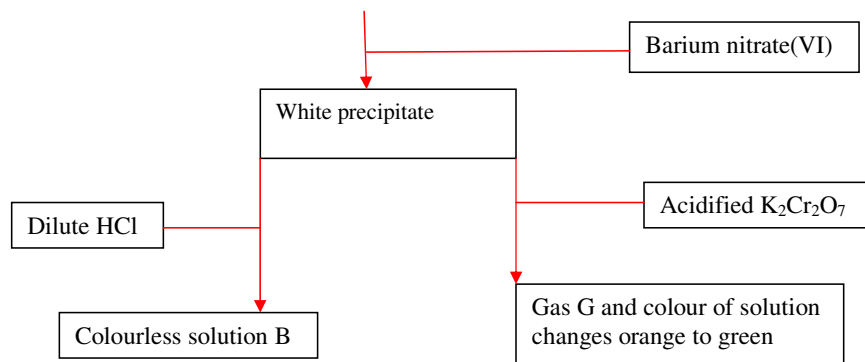 Barium nitrate(VI)
White precipitate
Dilute HCl
Acidified K₂Cr₂O₇
Colourless solution B
Gas G and colour of solution
changes orange to green